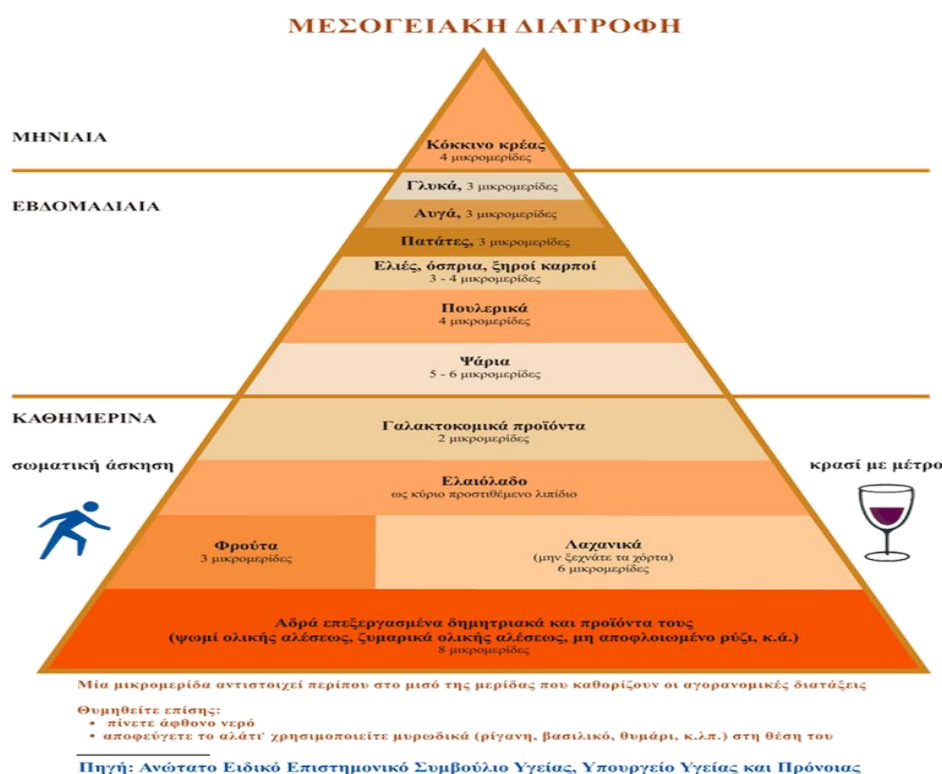 ΜΕΣΟΓΕΙΑΚΗ ΔΙΑΤΡΟΦΗ
ΜΗΝΙΑΙΑ
Κόκκινο κρέας
4 μικρομερίδες
Γλυκά, 3 μικρομερίδες
ΕΒΔΟΜΑΔΙΑΙΑ
Αυγά, 3 μικρομερίδες
Πατάτες, 3 μικρομερίδες
Ελιές, όσπρια, ξηροί καρποί
3 - 4 μικρομερίδες
Πουλερικά
4 μικρομερίδες
Ψάρια
5 - 6 μικρομερίδες
ΚΑΘΗΜΕΡΙΝΑ
Γαλακτοκομικά προϊόντα
2 μικρομερίδες
σωματική άσκηση
κρασί με μέτρο
Ελαιόλαδο
ως κύριο προστιθέμενο λιπίδιο
Φρούτα
3 μικρομερίδες
Λαχανικά
(μην ξεχνάτε τα χόρτα)
6 μικρομερίδες
Αδρά επεξεργασμένα δημητριακά και προϊόντα τους
(ψωμί ολικής αλέσεως, ζυμαρικά ολικής αλέσεως, μη αποφλοιωμένο ρύζι, κ.ά.)
8 μικρομερίδες
Μία μικρομερίδα αντιστοιχεί περίπου στο μισό της μερίδας που καθορίζουν οι αγορανομικές διατάξεις
Θυμηθείτε επίσης:
• πίνετε άφθονο νερό
• αποφεύγετε το αλάτι· χρησιμοποιείτε μυρωδικά (ρίγανη, βασιλικό, θυμάρι, κ.λπ.) στη θέση του
Πηγή: Ανώτατο Ειδικό Επιστημονικό Συμβούλιο Υγείας, Υπουργείο Υγείας και Πρόνοιας